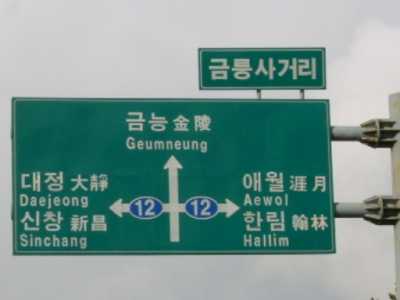 금릉사거리
금능 金陵
Geumneung
대정 大靜
Daejeong
신창 新昌
Sinchang
12
12
애월 涯月
Aewol
한림 翰林
Hallim